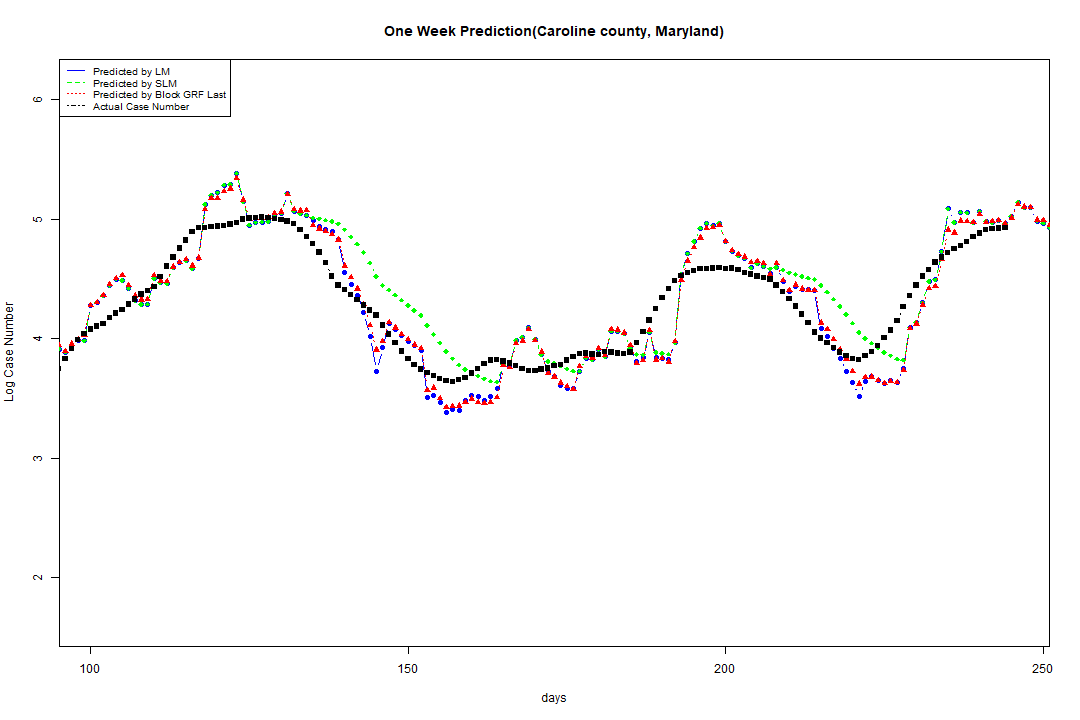 One Week Prediction(Caroline county, Maryland)
Predicted by LM
Predicted by SLM
Predicted by Block GRF Last
Actual Case Number
6
5
4
3
2
Log Case Number
100
150
200
250
days